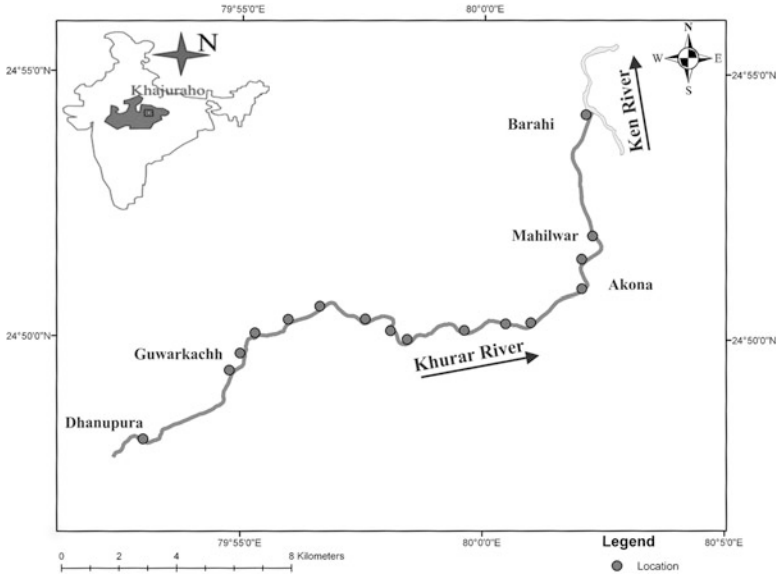 79°55'0"E 80°0'0"E
N
N
W E
S
24°55'0"N
24°55'0"N
Khajuraho
Barahi
Ken River
Mahilwar
Akona
24°50'0"N
24°50'0"N
Guwarkachh
Khurar River
Dhanupura
79°55'0"E 80°0'0"E 80°5'0"E
Legend
0 2 4 8 Kilometers
Location